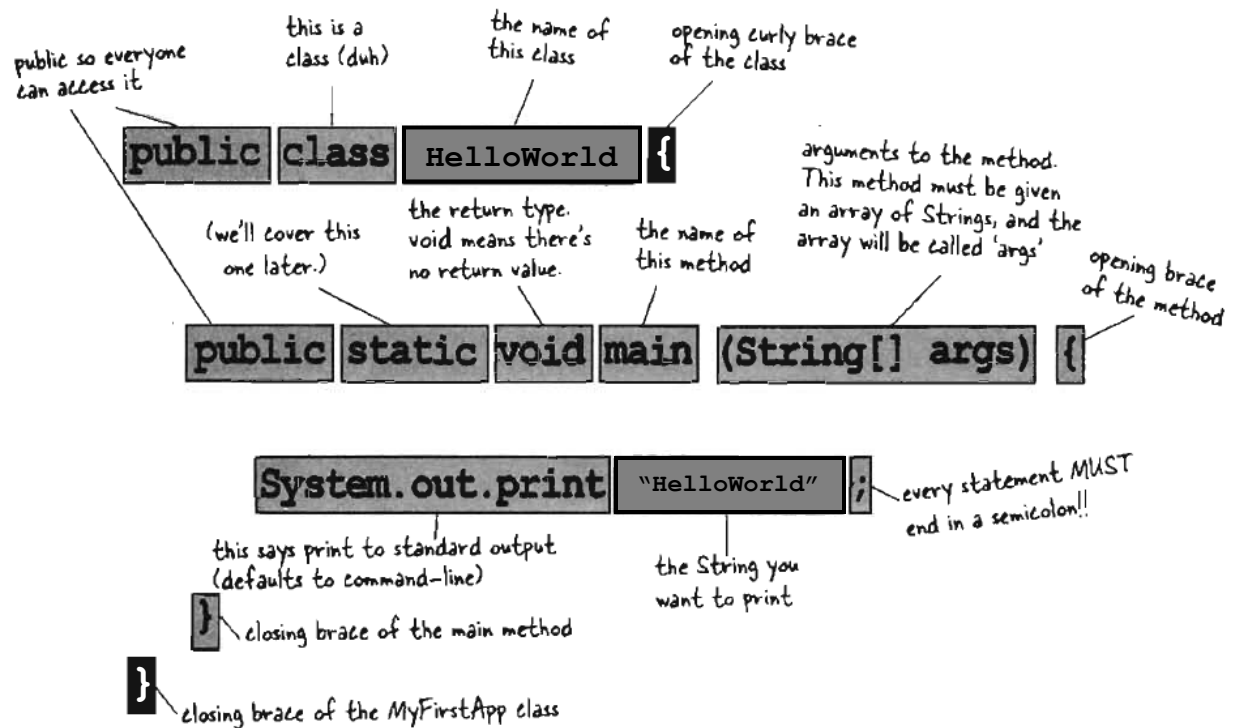 this is a
class (duh)
the name of
this class
opening curly brace
of the class
public so everyone
can access it
public class HelloWorld {
arguments to the method.
This method must be given
an array of Strings, and the
array will be called 'args'
(we'll cover this
one later.)
the return type.
void means there's
no return value.
the name of
this method
opening brace
of the method
public static void main (String[] args) {
System.out.print “HelloWorld” ;
every statement MUST
end in a semicolon!!
this says print to standard output
(defaults to command-line)
the String you
want to print
} closing brace of the main method
} closing brace of the MyFirstApp class